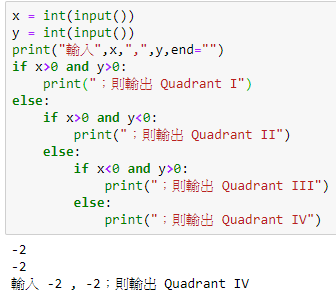 x = int(input())
y = int(input())
print("輸入",x,",",y,end="")
if x>0 and y>0:
    print("；則輸出 Quadrant I")
else:
    if x>0 and y<0:
        print("；則輸出 Quadrant II")
    else:
        if x<0 and y>0:
            print("；則輸出 Quadrant III")
        else:
            print("；則輸出 Quadrant IV")
-2
-2
輸入 -2 , -2；則輸出 Quadrant IV